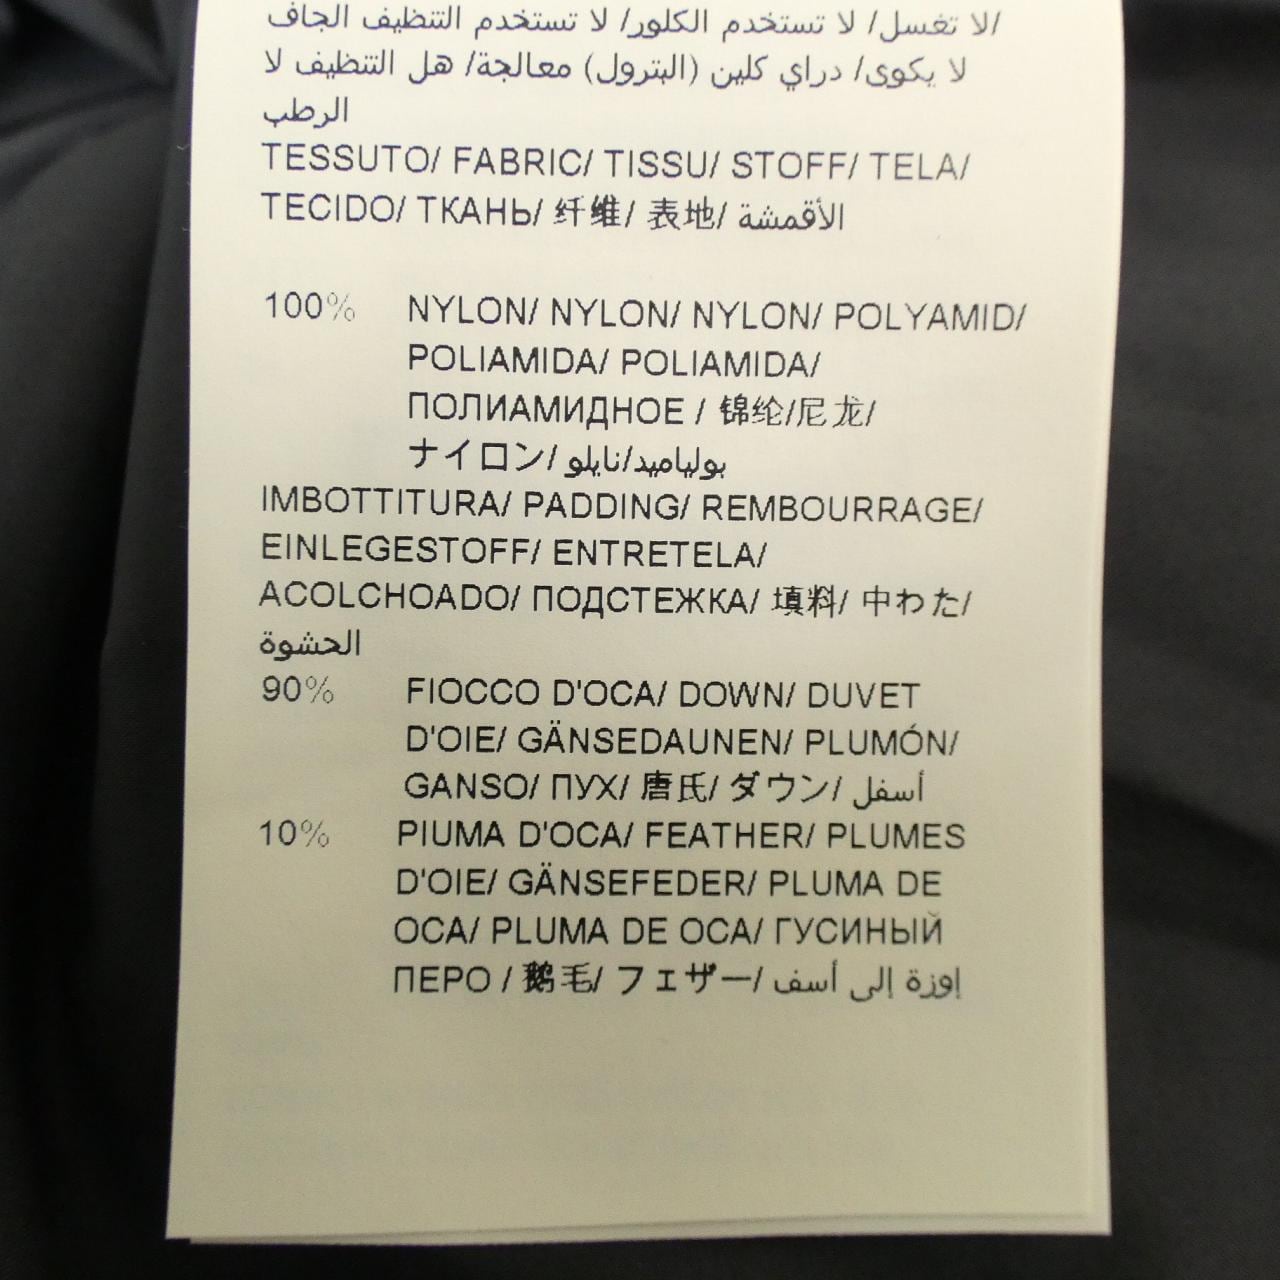 لا تغسل/ لا تستخدم الكلور/ لا تستخدم التنظيف الجاف/
لا يكوى/ دراي كلين (البترول) معالجة/ هل التنظيف لا
الرطب
TESSUTO/ FABRIC/ TISSU/ STOFF/ TELA/
TECIDO/ ТКАНЬ/ 纤维/ 表地/ الأقمشة
100% NYLON/ NYLON/ NYLON/ POLYAMID/
POLIAMIDA/ POLIAMIDA/
ПОЛИАМИДНОЕ / 锦纶/尼龙/
ナイロン/ بولياميد/نايلو
IMBOTTITURA/ PADDING/ REMBOURRAGE/
EINLEGESTOFF/ ENTRETELA/
ACOLCHOADO/ ПОДСТЕЖКА/ 填料/ 中わた/
الحشوة
90% FIOCCO D'OCA/ DOWN/ DUVET
D'OIE/ GÄNSEDAUNEN/ PLUMÓN/
GANSO/ ПУХ/ 唐氏/ ダウン/ أسفل
10% PIUMA D'OCA/ FEATHER/ PLUMES
D'OIE/ GÄNSEFEDER/ PLUMA DE
OCA/ PLUMA DE OCA/ ГУСИНЫЙ
ПЕРО / 鹅毛/ フェザー/ إوزة إلى أسف